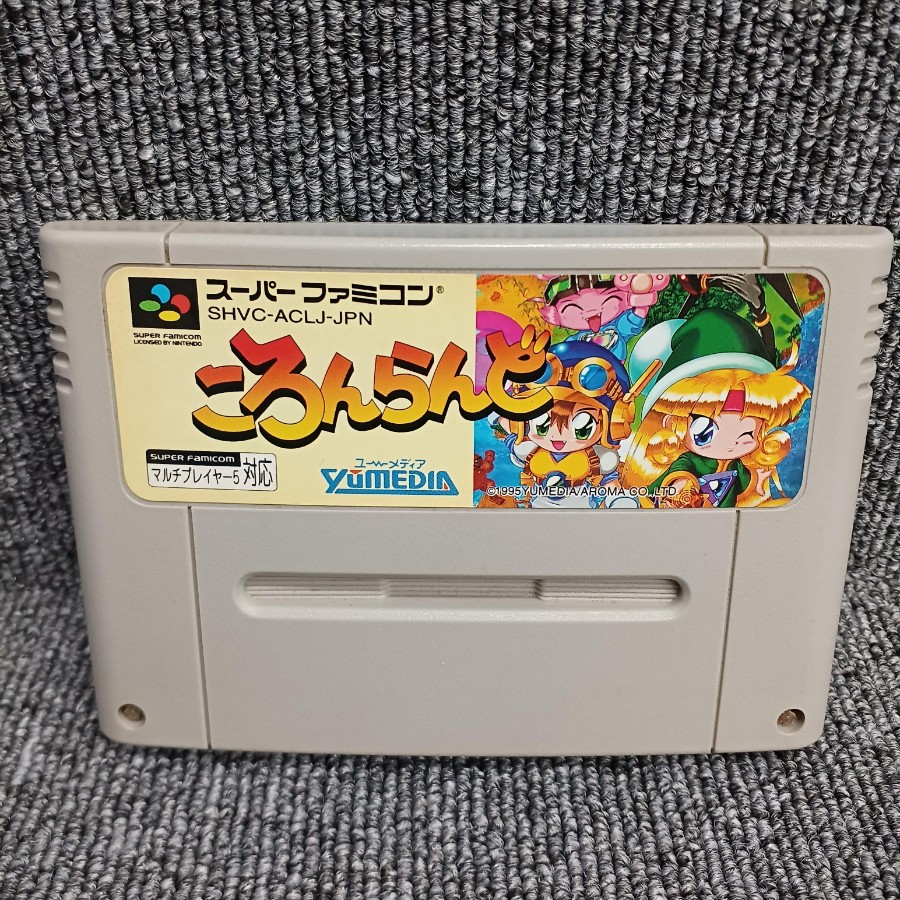 スーパーファミコン®
SHVC-ACLJ-JPN
SUPER FAMICOM
LICENSED BY NINTENDO
ころんらんど
SUPER FAMICOM
マルチプレイヤー5 対応
ユーメディア
YUMEDIA
©1995 YUMEDIA/AROMA CO.,LTD